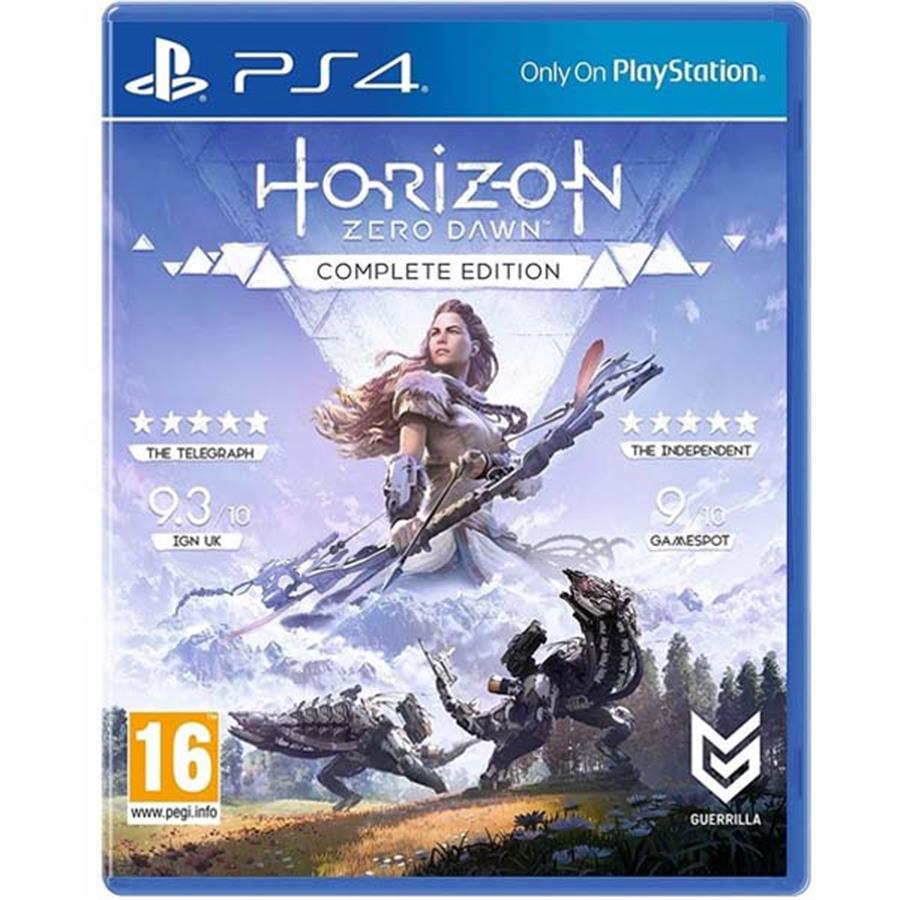 PS4
Only On PlayStation®
HORIZON
ZERO DAWN™
COMPLETE EDITION
THE TELEGRAPH
THE INDEPENDENT
9.3/10
IGN UK
9/10
GAMESPOT
16
www.pegi.info
GUERRILLA